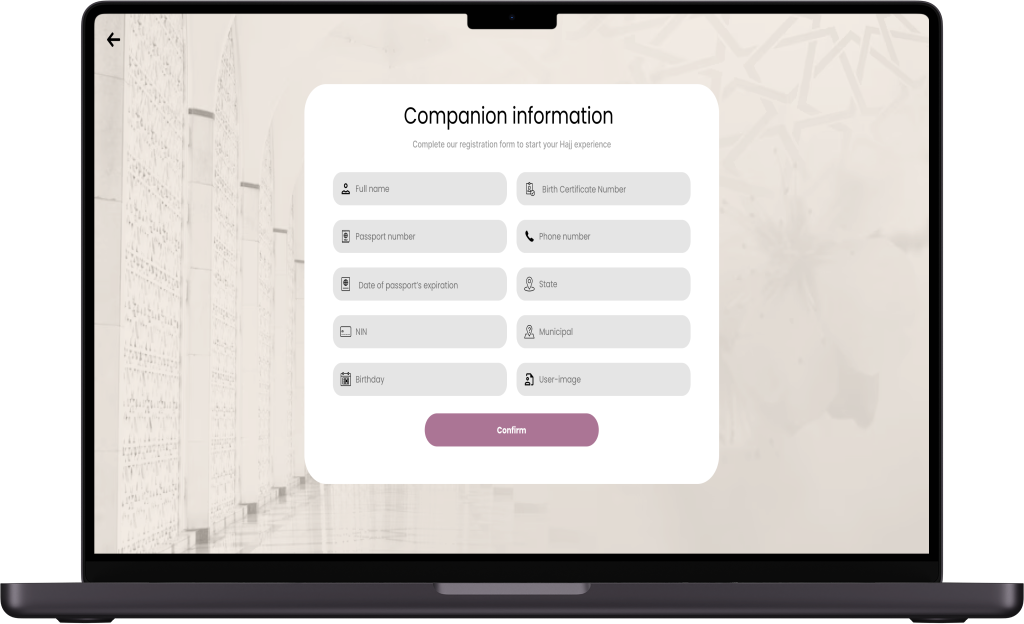 Companion information
Complete our registration form to start your Hajj experience
Full name
Birth Certificate Number
Passport number
Phone number
Date of passport's expiration
State
NIN
Municipal
Birthday
User-image
Confirm